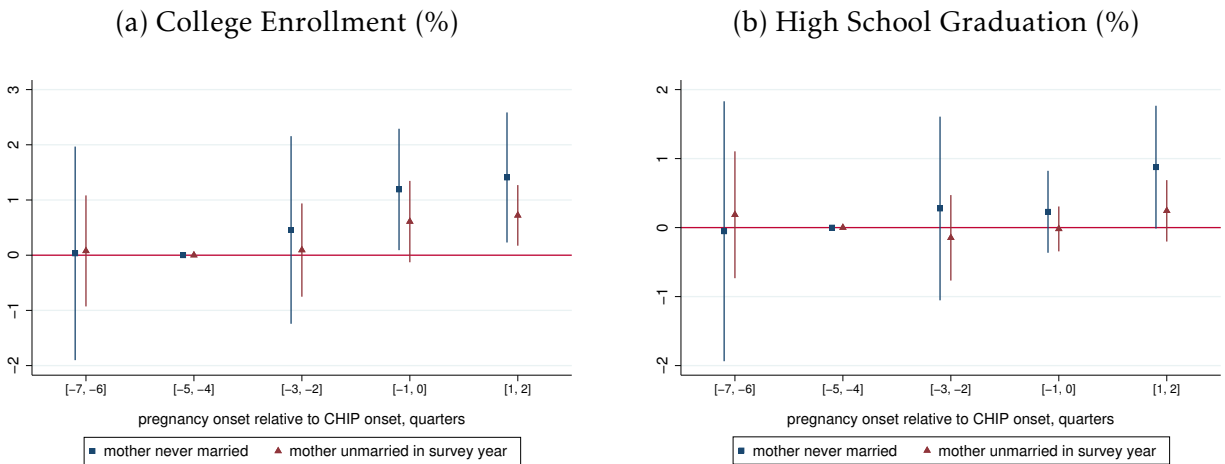 (a) College Enrollment (%)
3
2
1
0
−1
−2
[−7, −6] [−5, −4] [−3, −2] [−1, 0] [1, 2]
pregnancy onset relative to CHIP onset, quarters
mother never married mother unmarried in survey year
(b) High School Graduation (%)
2
1
0
−1
−2
[−7, −6] [−5, −4] [−3, −2] [−1, 0] [1, 2]
pregnancy onset relative to CHIP onset, quarters
mother never married mother unmarried in survey year